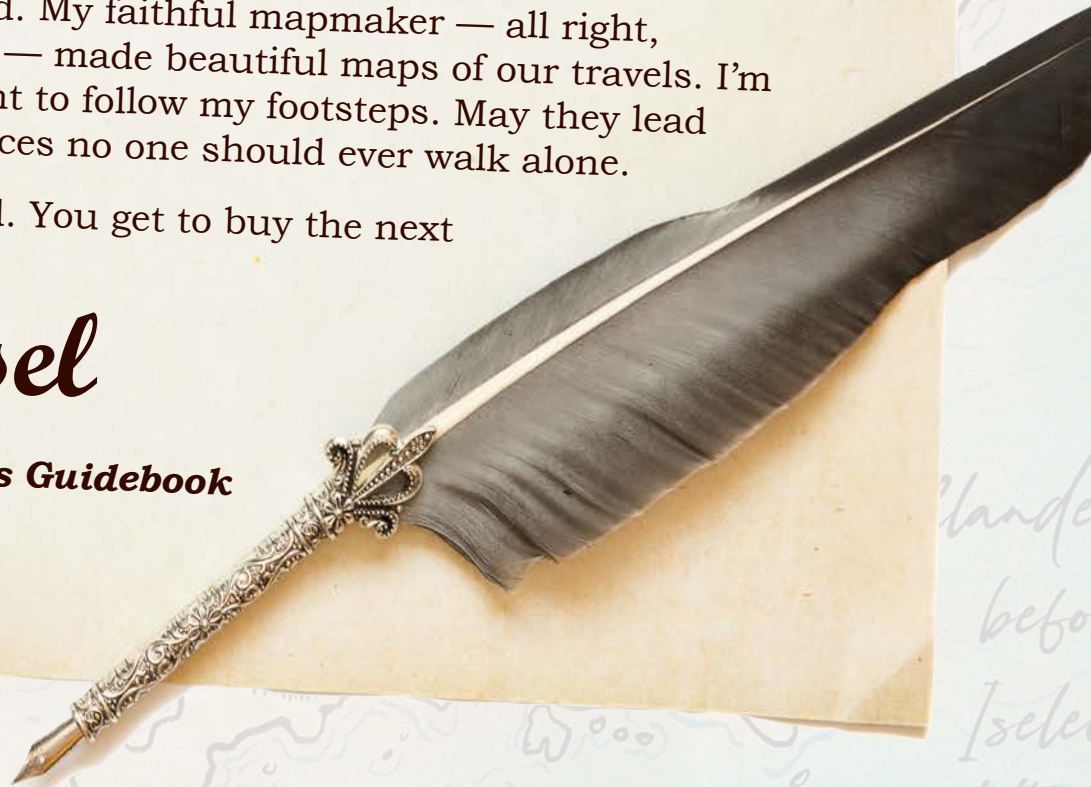 d. My faithful mapmaker — all right,
— made beautiful maps of our travels. I’m
nt to follow my footsteps. May they lead
ces no one should ever walk alone.
l. You get to buy the next
sel
s Guidebook
befo